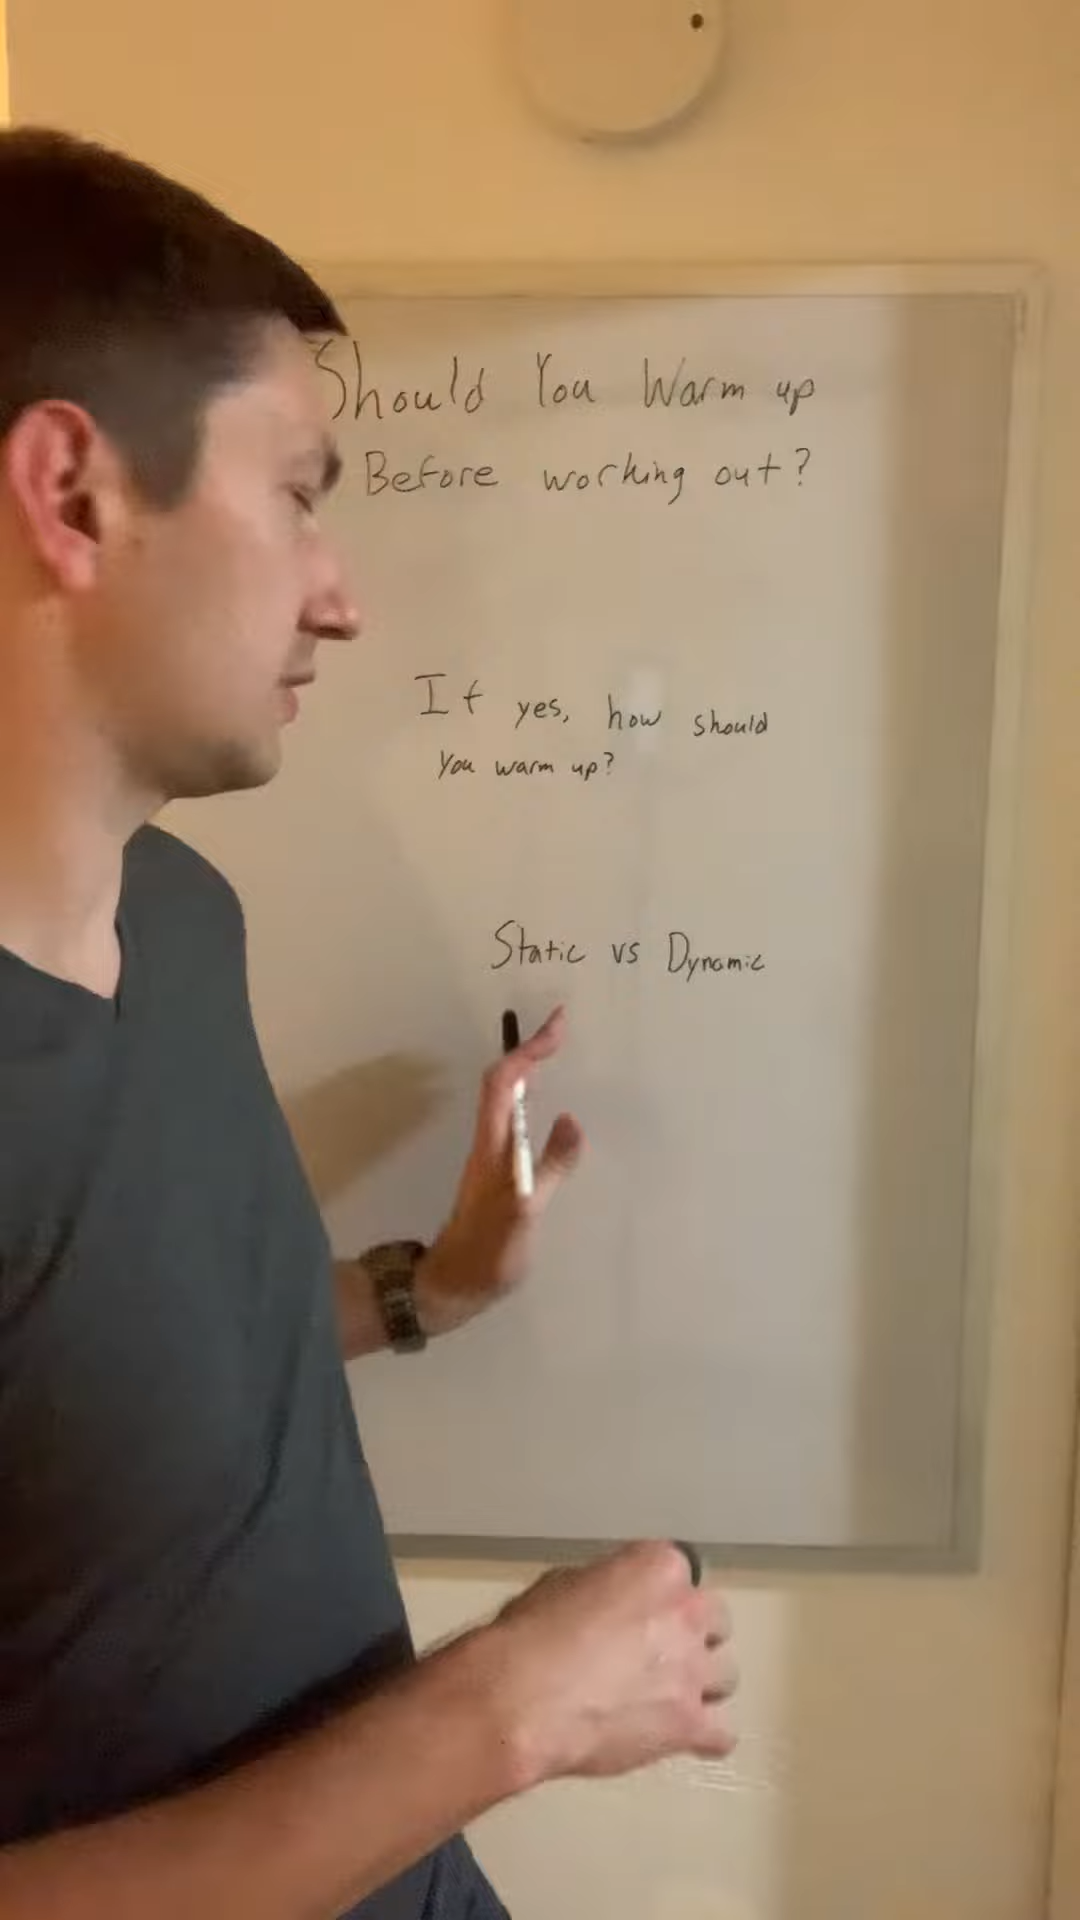 Should You Warm up
Before working out?
If yes, how should
you warm up?
Static vs Dynamic